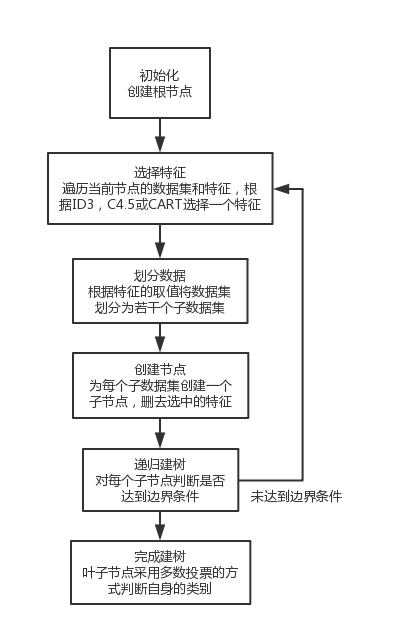 初始化
创建根节点
选择特征
遍历当前节点的数据集和特征，根
据ID3，C4.5或CART选择一个特征
划分数据
根据特征的取值将数据集
划分为若干个子数据集
创建节点
为每个子数据集创建一个
子节点，删去选中的特征
递归建树
对每个子节点判断是否
达到边界条件
未达到边界条件
完成建树
叶子节点采用多数投票的方
式判断自身的类别